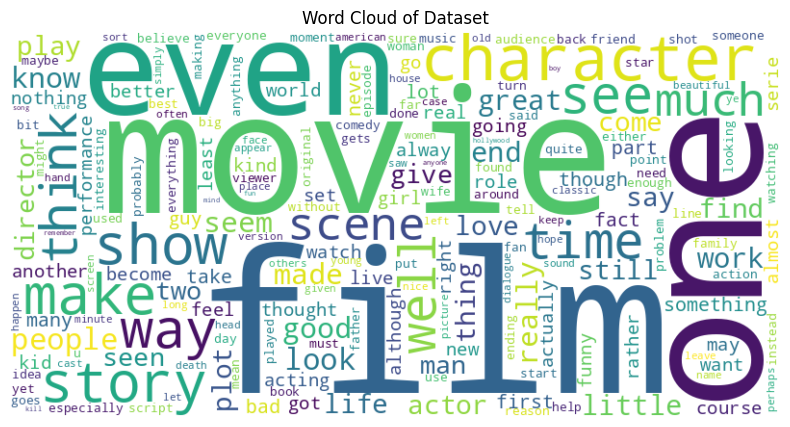 Word Cloud of Dataset
sort believe everyone moment american sure music old audience back friend shot someone
maybe simply making woman go star
play even character serie
know better world anything never episode lot far case turn boy beautiful ye
nothing song true best often house done real great said see much
bit movie going come looking
think performance interesting might big face appear comedy gets women alway hollywood quite either part point
director hand probably everything least kind viewer place fun original saw anyone found end role though need enough watching
used guy set without girl wife around tell classic say line find
remember seem mind give keep fact family almost
show scene love left fan hope time work
another screen version watch others young put right dialogue sound problem action
become take two made live picture nice well thing still something
make way many minute feel long thought given although really actually rather may leave instead
happen people cast u head day played father good new ending funny want name perhaps
idea seen death mean must look man start
kid plot acting use one
yet story let book bad got life actor first reason help little course
goes kill especially script film